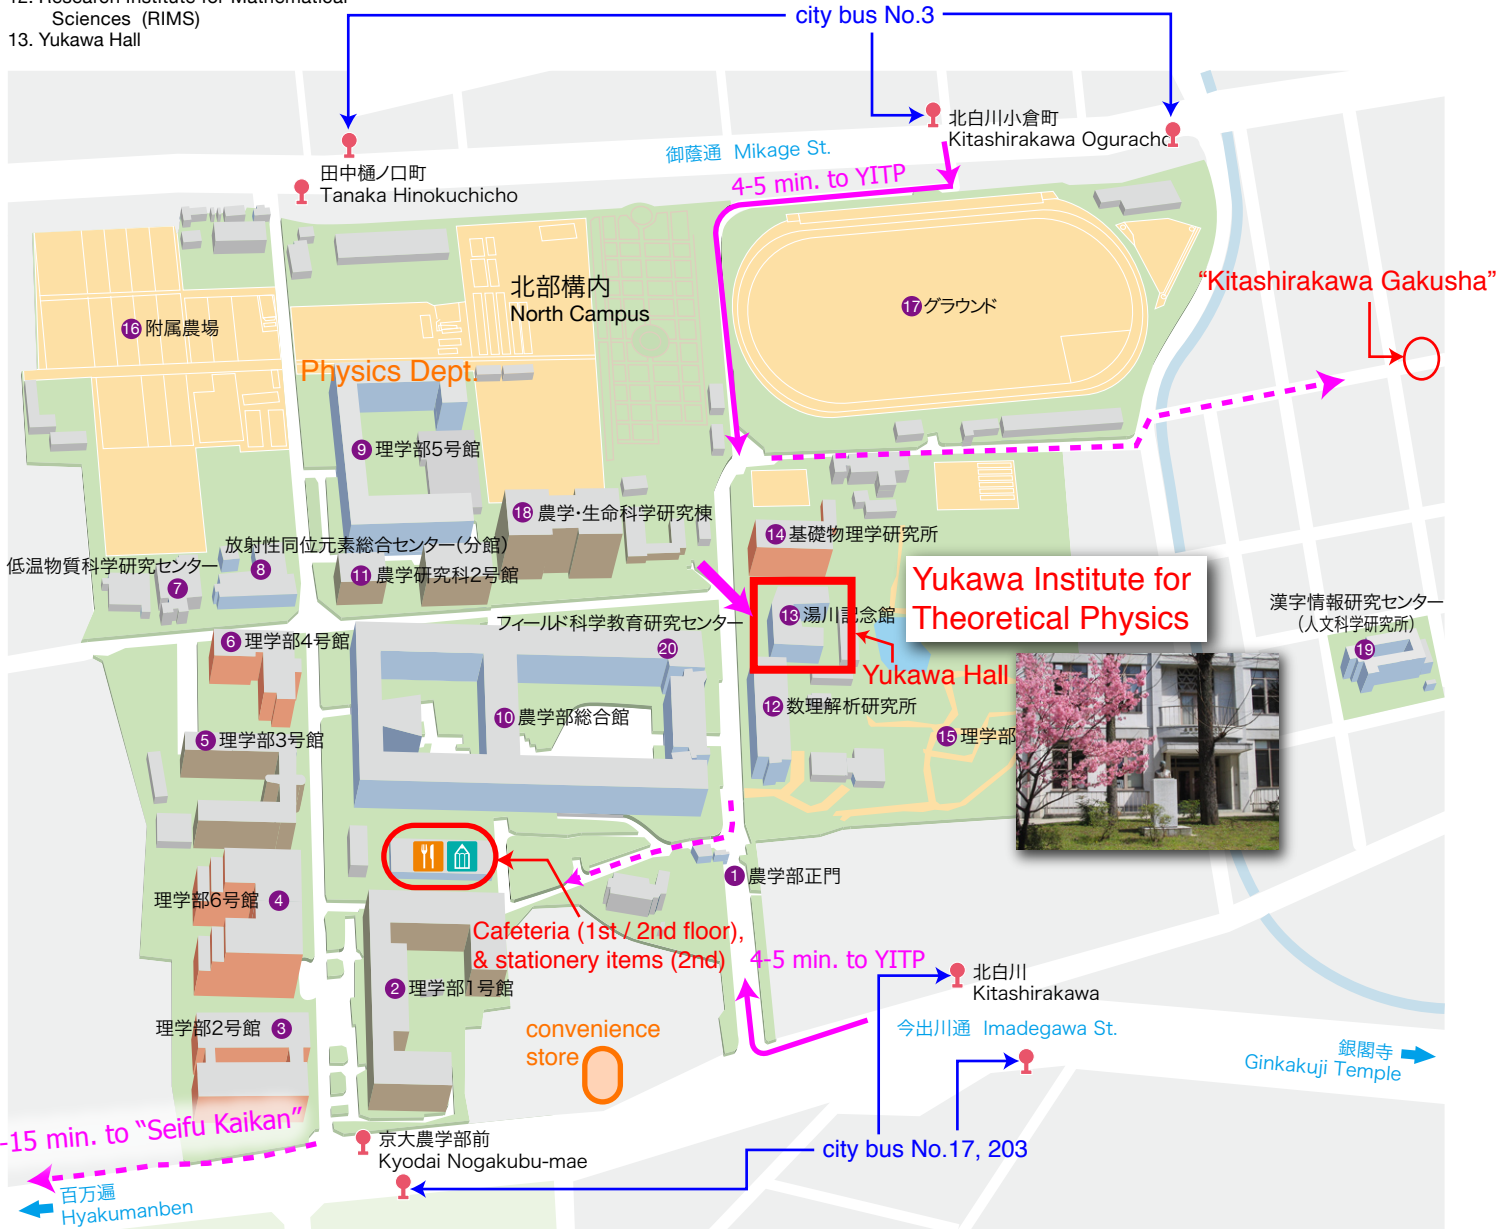 Sciences (RIMS)
13. Yukawa Hall
city bus No.3
北白川小倉町
Kitashirakawa Oguracho
田中樋ノ口町
Tanaka Hinokuchicho
御蔭通 Mikage St.
4-5 min. to YITP
“Kitashirakawa Gakusha”
北部構内
North Campus
17 グラウンド
16 附属農場
Physics Dept.
9 理学部5号館
18 農学・生命科学研究棟
14 基礎物理学研究所
放射性同位元素総合センター(分館)
低温物質科学研究センター
8
7
11 農学研究科2号館
Yukawa Institute for
Theoretical Physics
13 湯川記念館
漢字情報研究センター
(人文科学研究所)
19
フィールド科学教育研究センター
20
6 理学部4号館
Yukawa Hall
12 数理解析研究所
10 農学部総合館
5 理学部3号館
15 理学部
1 農学部正門
理学部6号館 4
Cafeteria (1st / 2nd floor),
& stationery items (2nd)
4-5 min. to YITP
北白川
Kitashirakawa
2 理学部1号館
理学部2号館 3
convenience
store
今出川通 Imadegawa St.
銀閣寺
Ginkakuji Temple
-15 min. to “Seifu Kaikan”
京大農学部前
Kyodai Nogakubu-mae
city bus No.17, 203
百万遍
Hyakumanben